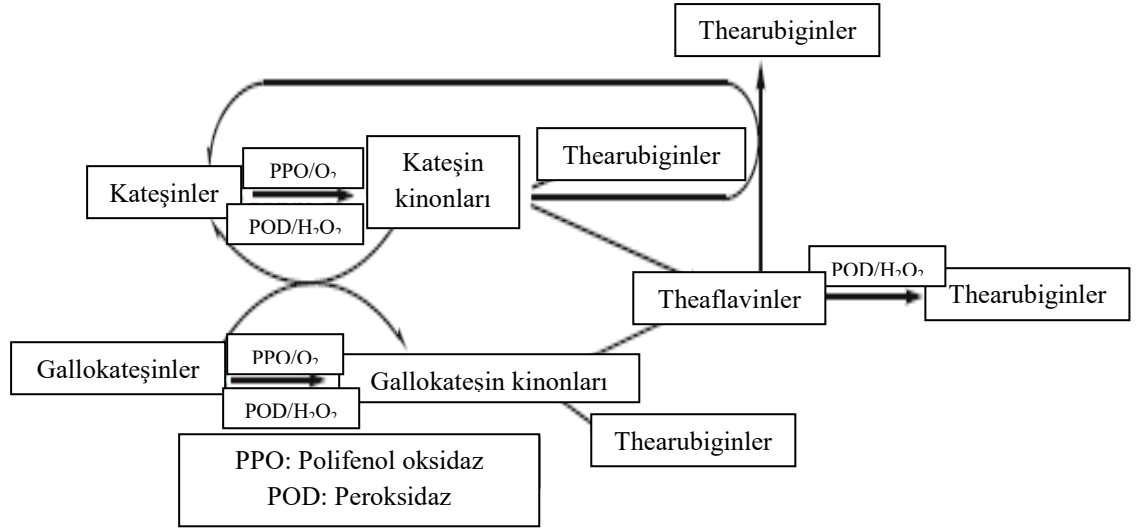 Thearubiginler
Thearubiginler
PPO/O₂
Kateşin
kinonları
Kateşinler
POD/H₂O₂
POD/H₂O₂
Theaflavinler
Thearubiginler
PPO/O₂
Gallokateşinler
Gallokateşin kinonları
POD/H₂O₂
Thearubiginler
PPO: Polifenol oksidaz
POD: Peroksidaz